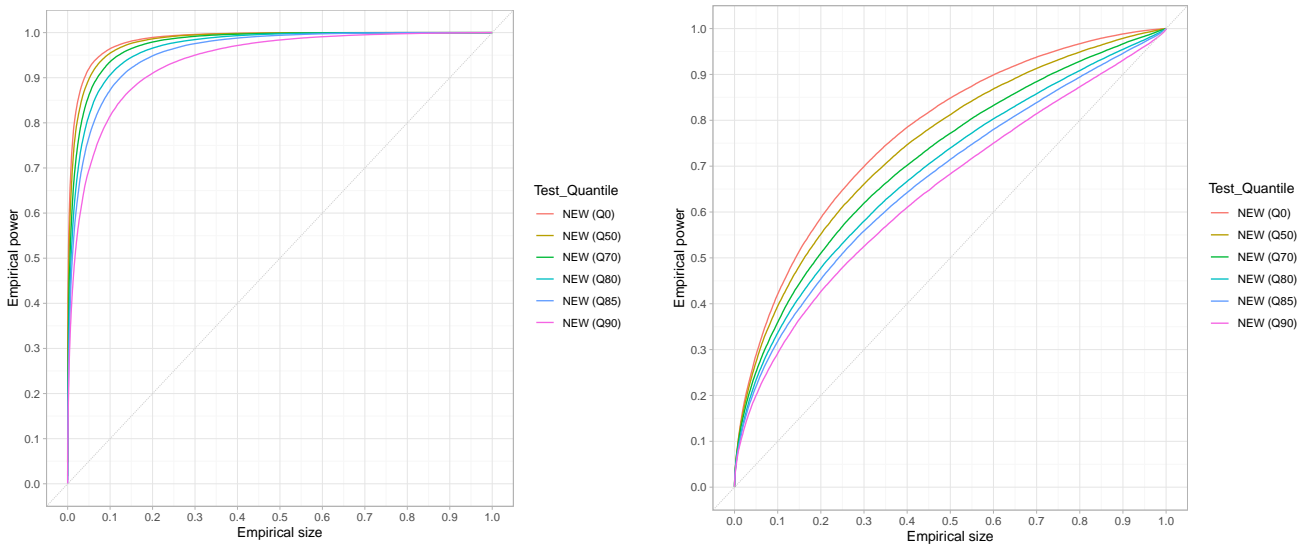 1.0
0.9
0.8
0.7
0.6
0.5
0.4
0.3
0.2
0.1
0.0
Empirical power
0.0 0.1 0.2 0.3 0.4 0.5 0.6 0.7 0.8 0.9 1.0
Empirical size
Test_Quantile
NEW (Q0)
NEW (Q50)
NEW (Q70)
NEW (Q80)
NEW (Q85)
NEW (Q90)
1.0
0.9
0.8
0.7
0.6
0.5
0.4
0.3
0.2
0.1
0.0
Empirical power
0.0 0.1 0.2 0.3 0.4 0.5 0.6 0.7 0.8 0.9 1.0
Empirical size
Test_Quantile
NEW (Q0)
NEW (Q50)
NEW (Q70)
NEW (Q80)
NEW (Q85)
NEW (Q90)